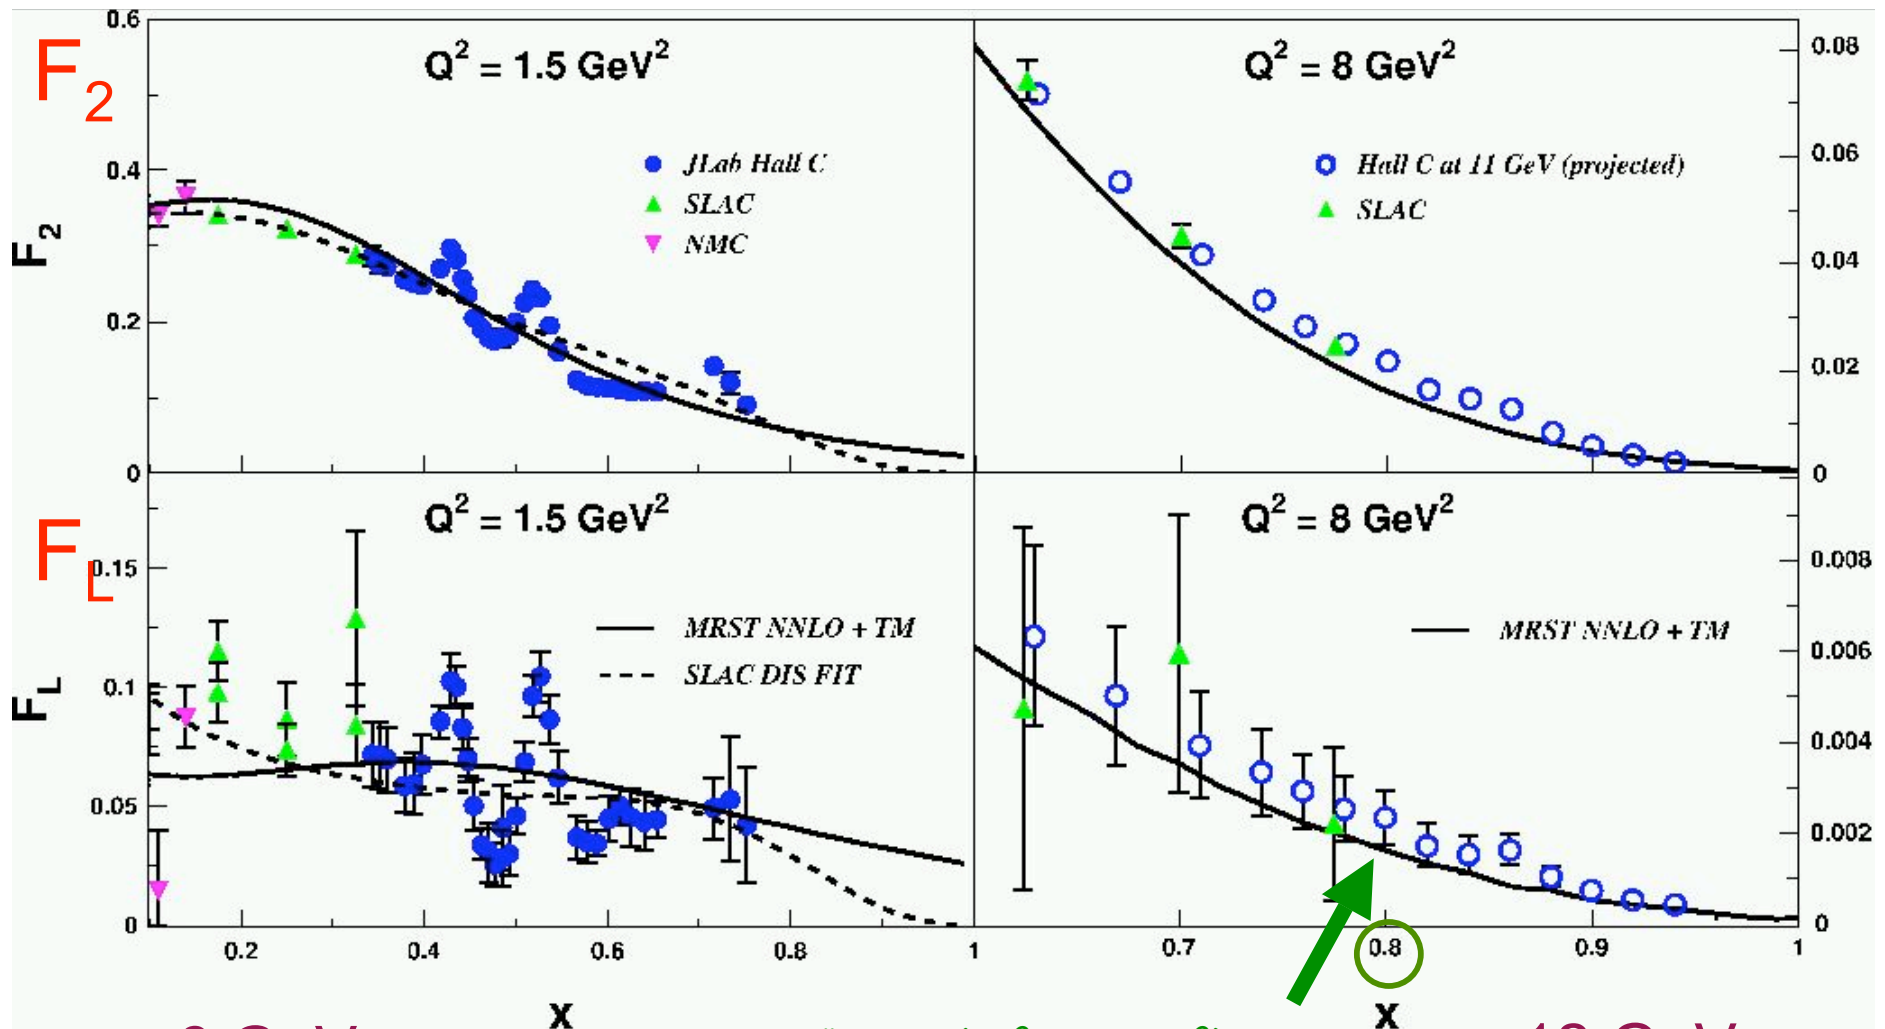 F2
0.6
0.4
0.2
0
F2
Q2 = 1.5 GeV2
JLab Hall C
SLAC
NMC
Q2 = 8 GeV2
Hall C at 11 GeV (projected)
SLAC
0.08
0.06
0.04
0.02
0
FL
0.15
0.1
0.05
0
FL
Q2 = 1.5 GeV2
MRST NNLO + TM
SLAC DIS FIT
Q2 = 8 GeV2
MRST NNLO + TM
0.008
0.006
0.004
0.002
0
0.2 0.4 0.6 0.8 1 0.7 0.8 0.9 1
x x
GeV